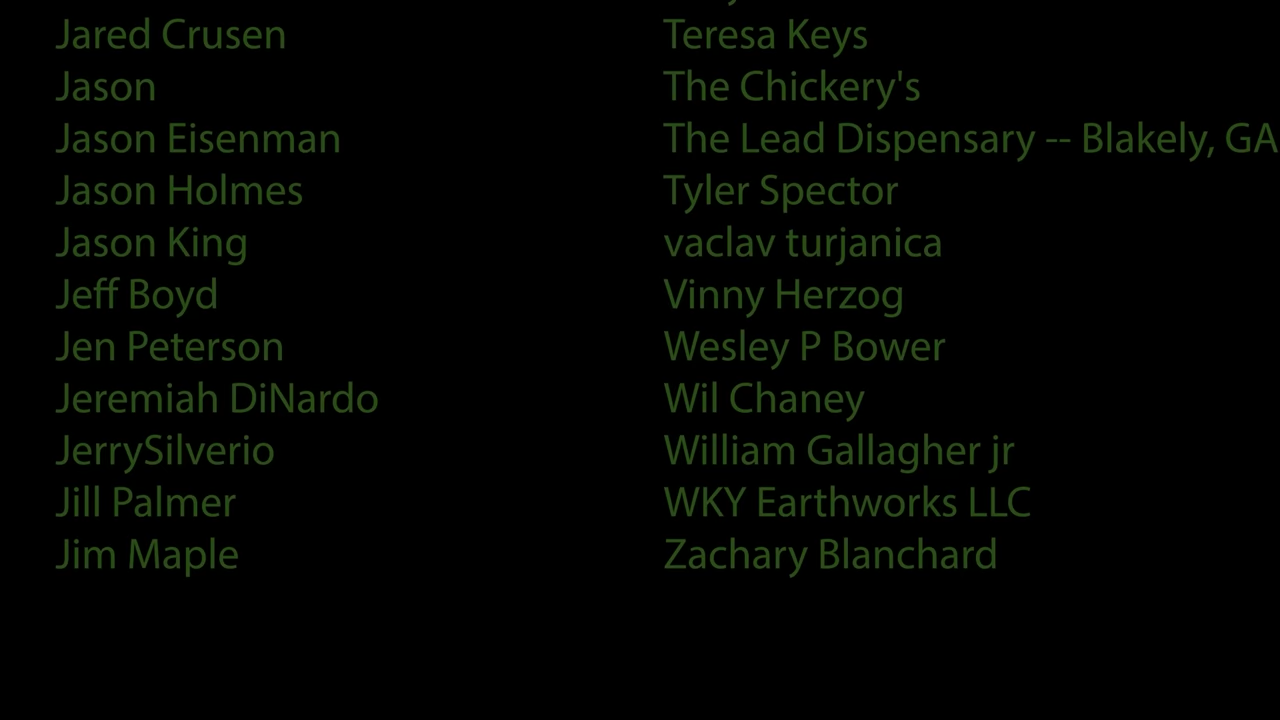 Jared Crusen
Jason
Jason Eisenman
Jason Holmes
Jason King
Jeff Boyd
Jen Peterson
Jeremiah DiNardo
JerrySilverio
Jill Palmer
Jim Maple
Teresa Keys
The Chickery's
The Lead Dispensary -- Blakely, GA
Tyler Spector
vaclav turjanica
Vinny Herzog
Wesley P Bower
Wil Chaney
William Gallagher jr
WKY Earthworks LLC
Zachary Blanchard